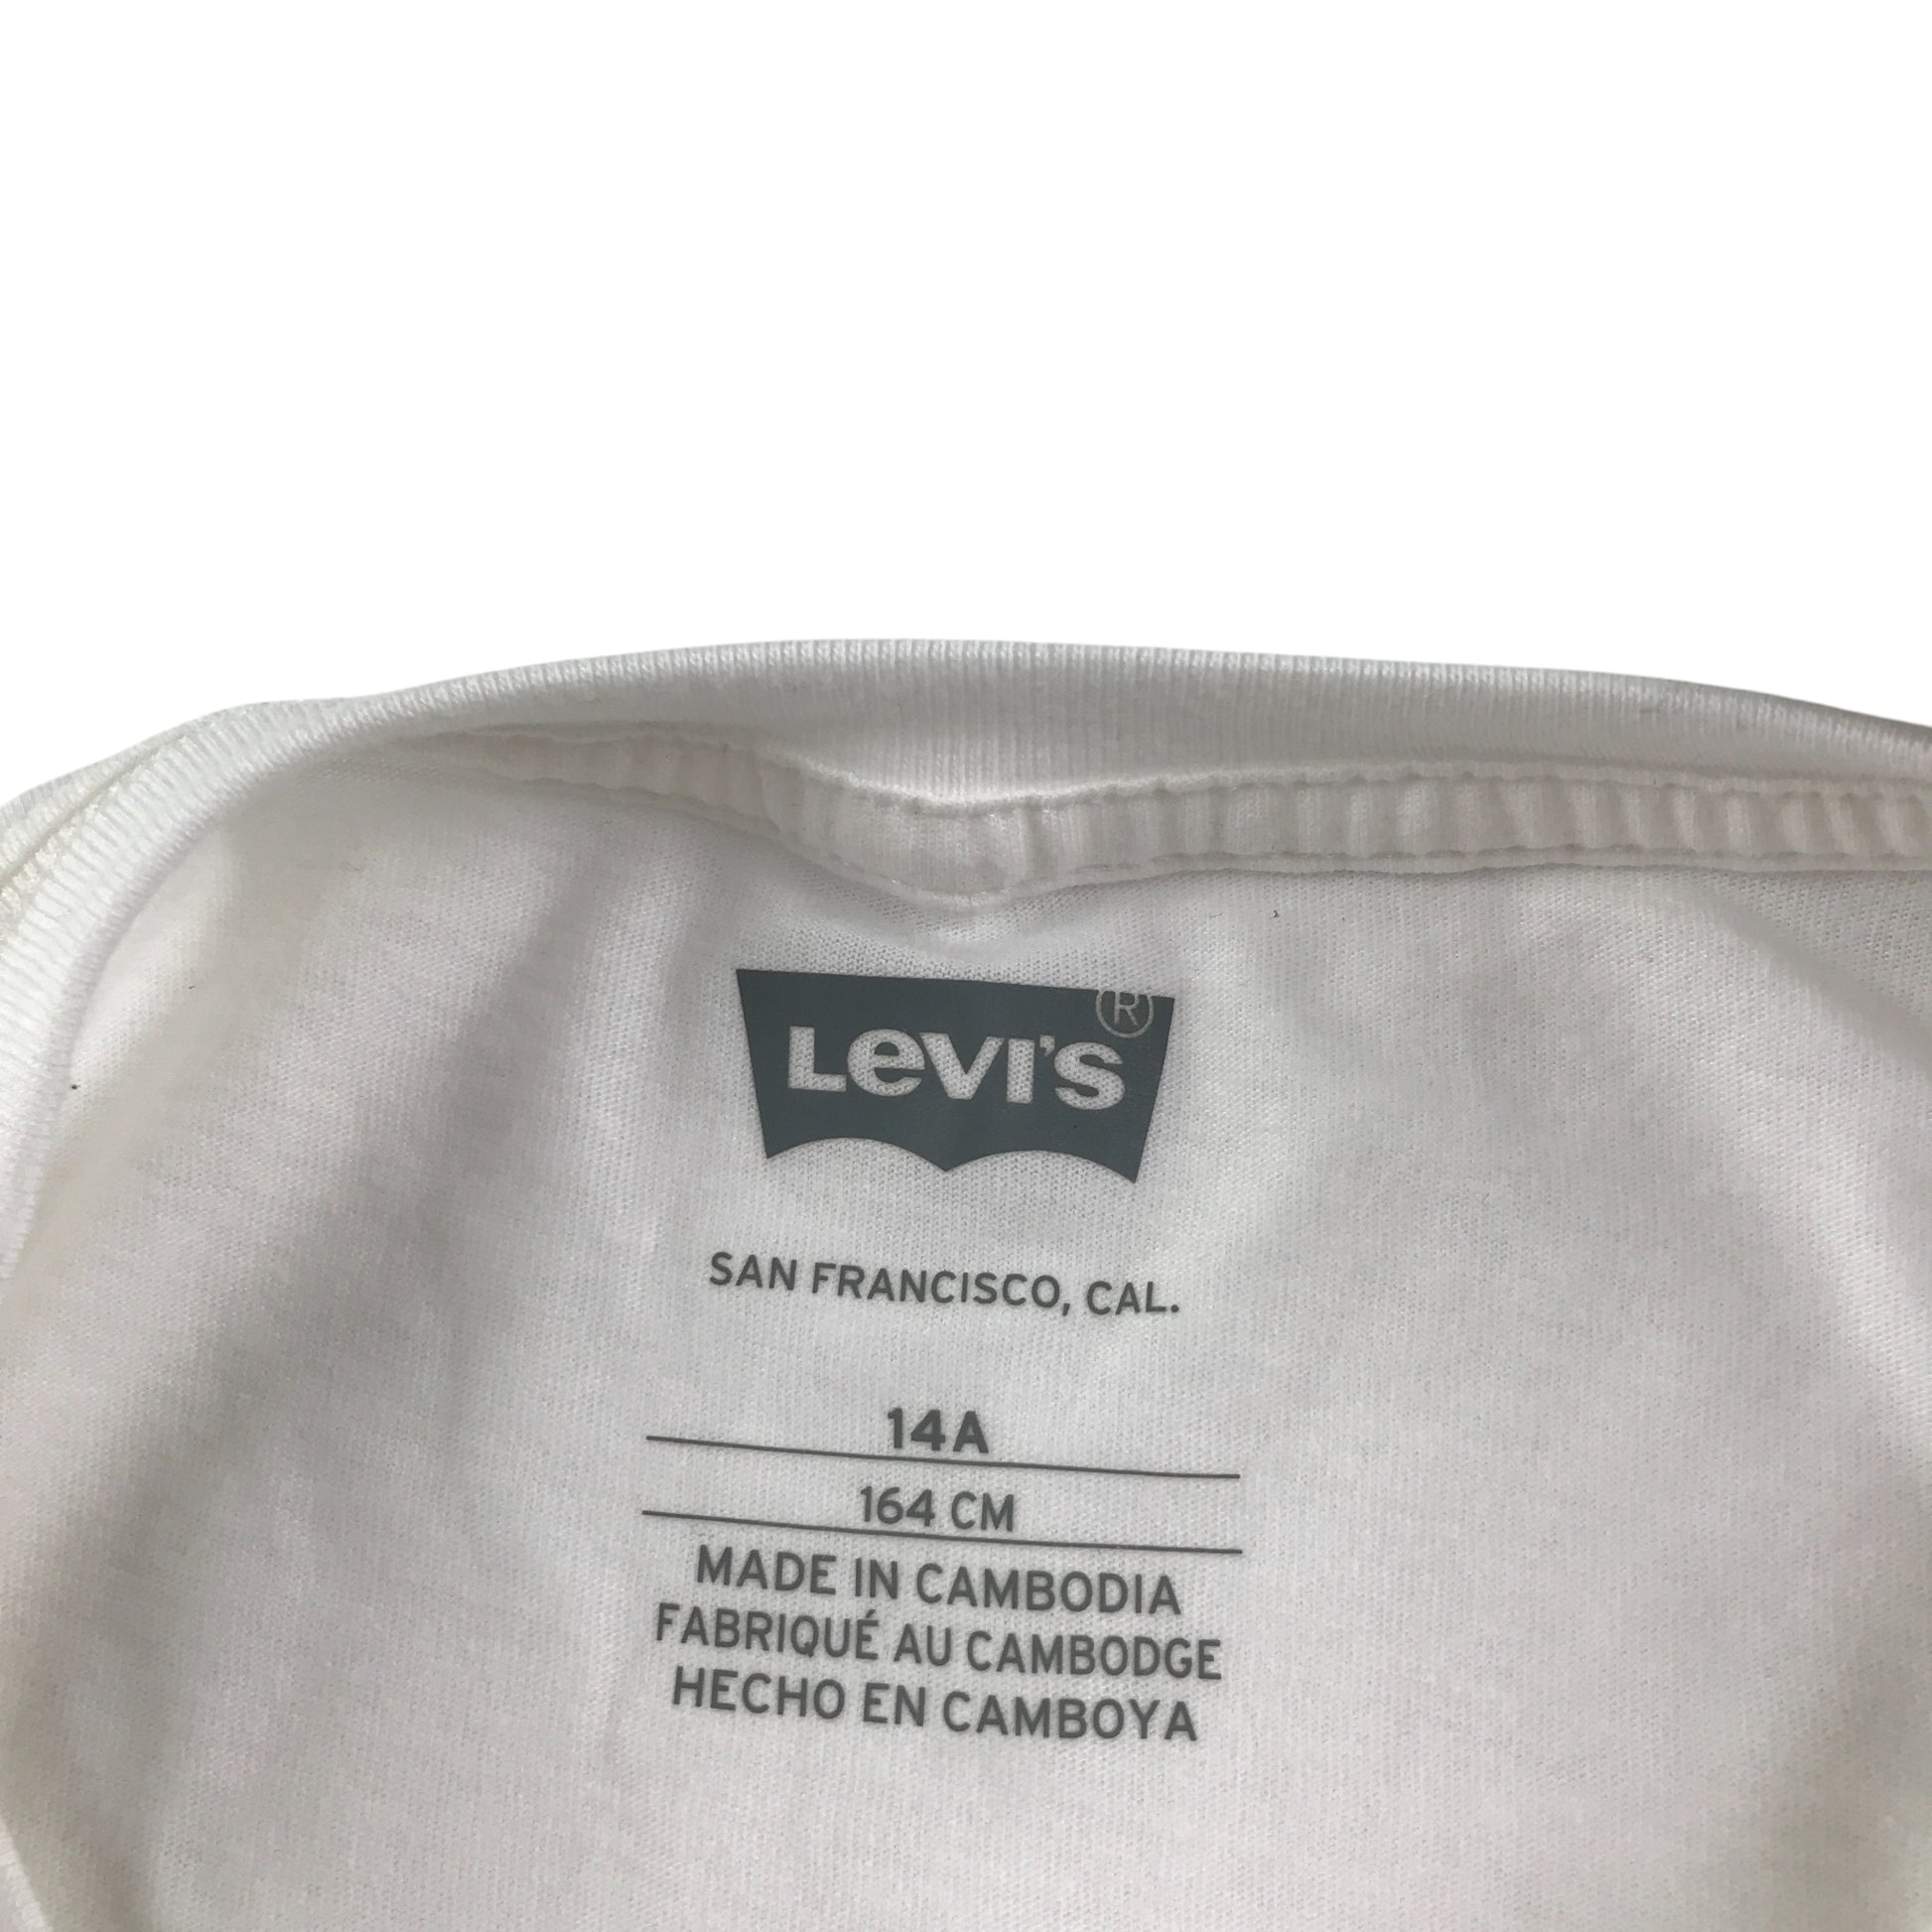 LEVI'S®
SAN FRANCISCO, CAL.
14A
164 CM
MADE IN CAMBODIA
FABRIQUÉ AU CAMBODGE
HECHO EN CAMBOYA